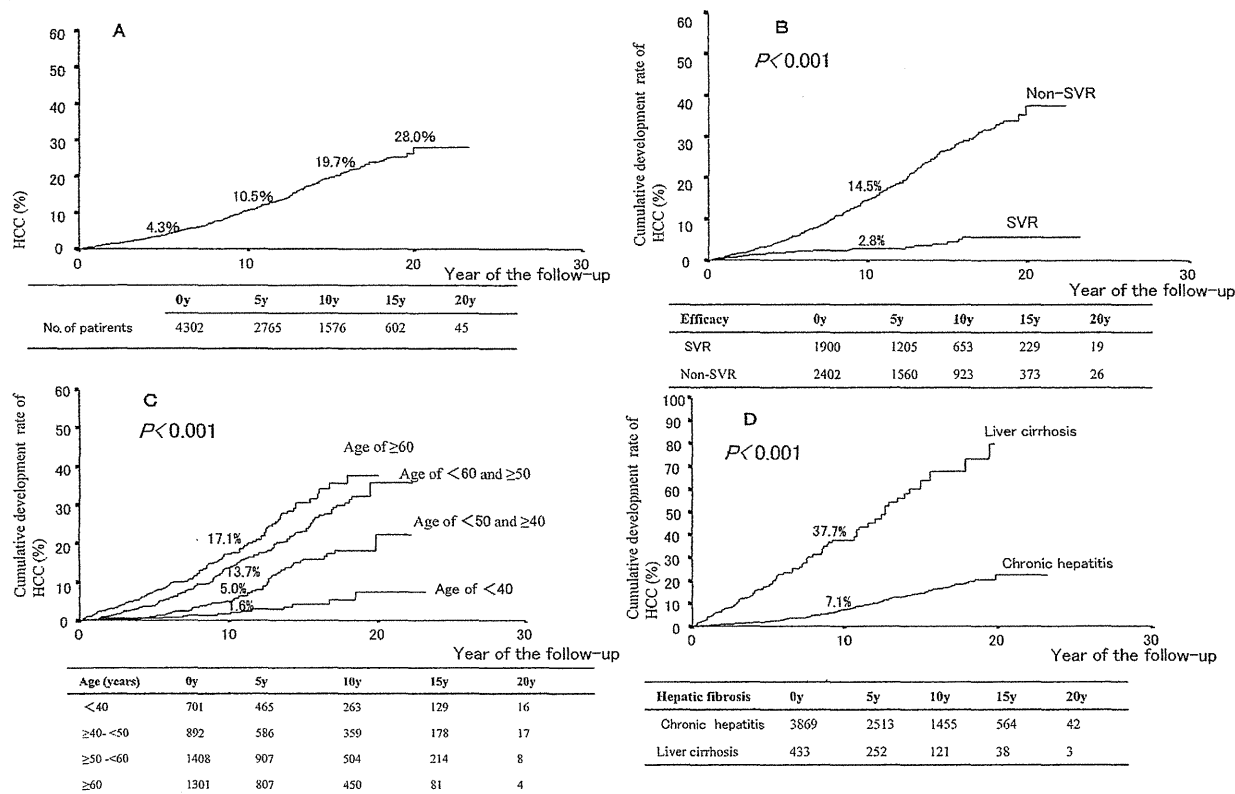 A
60
50
40
30
20
10
0
HCC (%)
4.3%
10.5%
19.7%
28.0%
0 10 20 30
Year of the follow-up
0y 5y 10y 15y 20y
No. of patirents 4302 2765 1576 602 45
B
P<0.001
Cumulative development rate of
HCC (%)
60
50
40
30
20
10
0
Non-SVR
14.5%
SVR
2.8%
0 10 20 30
Year of the follow-up
Efficacy 0y 5y 10y 15y 20y
SVR 1900 1205 653 229 19
Non-SVR 2402 1560 923 373 26
C
P<0.001
Cumulative development rate of
HCC (%)
60
50
40
30
20
10
0
Age of ≥60
Age of <60 and ≥50
Age of <50 and ≥40
Age of <40
17.1%
13.7%
5.0%
1.6%
0 10 20 30
Year of the follow-up
Age (years) 0y 5y 10y 15y 20y
<40 701 465 263 129 16
≥40-<50 892 586 359 178 17
≥50-<60 1408 907 504 214 8
≥60 1301 807 450 81 4
D
P<0.001
Cumulative development rate of
HCC (%)
100
90
80
70
60
50
40
30
20
10
0
Liver cirrhosis
37.7%
Chronic hepatitis
7.1%
0 10 20 30
Year of the follow-up
Hepatic fibrosis 0y 5y 10y 15y 20y
Chronic hepatitis 3869 2513 1455 564 42
Liver cirrhosis 433 252 121 38 3